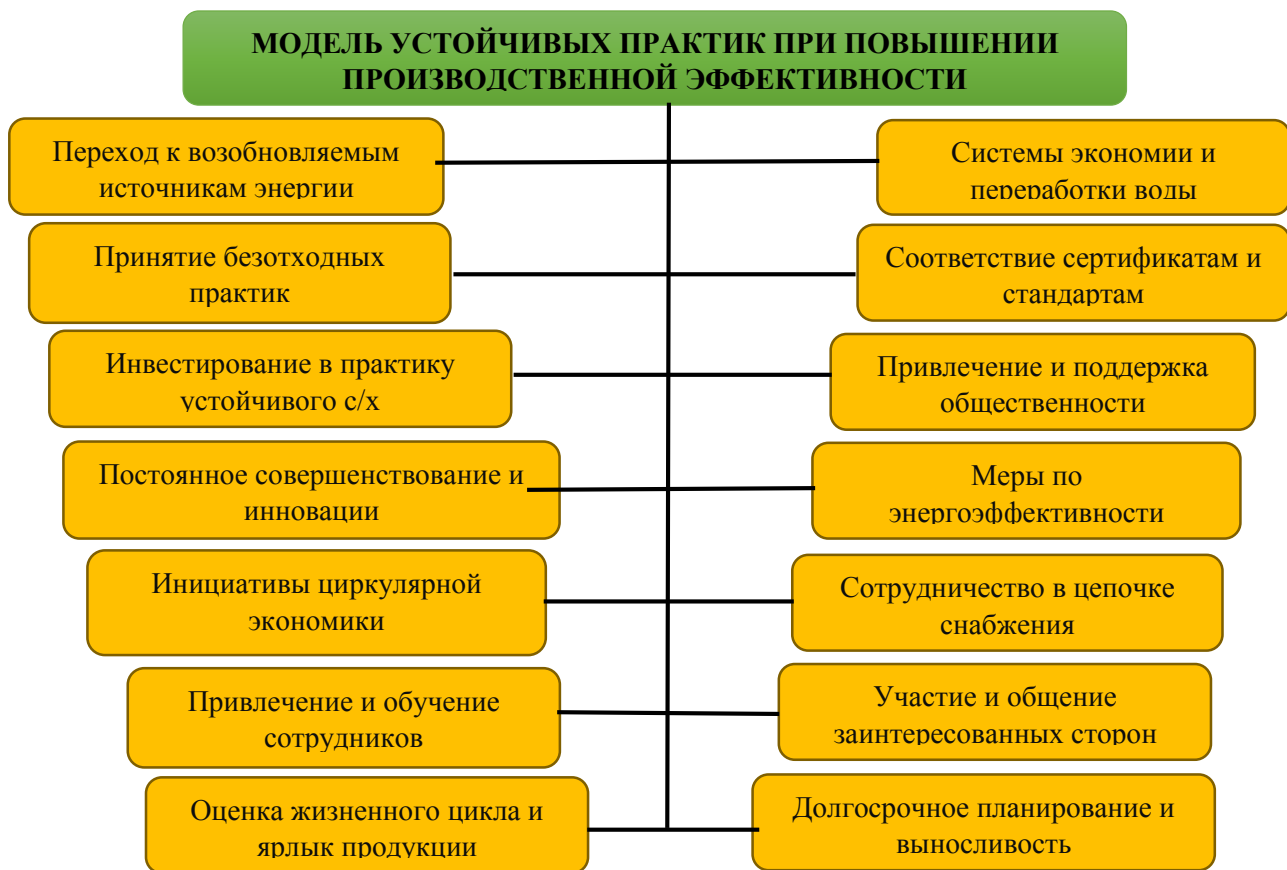 МОДЕЛЬ УСТОЙЧИВЫХ ПРАКТИК ПРИ ПОВЫШЕНИИ
ПРОИЗВОДСТВЕННОЙ ЭФФЕКТИВНОСТИ
Переход к возобновляемым
источникам энергии
Системы экономии и
переработки воды
Принятие безотходных
практик
Соответствие сертификатам и
стандартам
Инвестирование в практику
устойчивого с/х
Привлечение и поддержка
общественности
Постоянное совершенствование и
инновации
Меры по
энергоэффективности
Инициативы циркулярной
экономики
Сотрудничество в цепочке
снабжения
Привлечение и обучение
сотрудников
Участие и общение
заинтересованных сторон
Оценка жизненного цикла и
ярлык продукции
Долгосрочное планирование и
выносливость